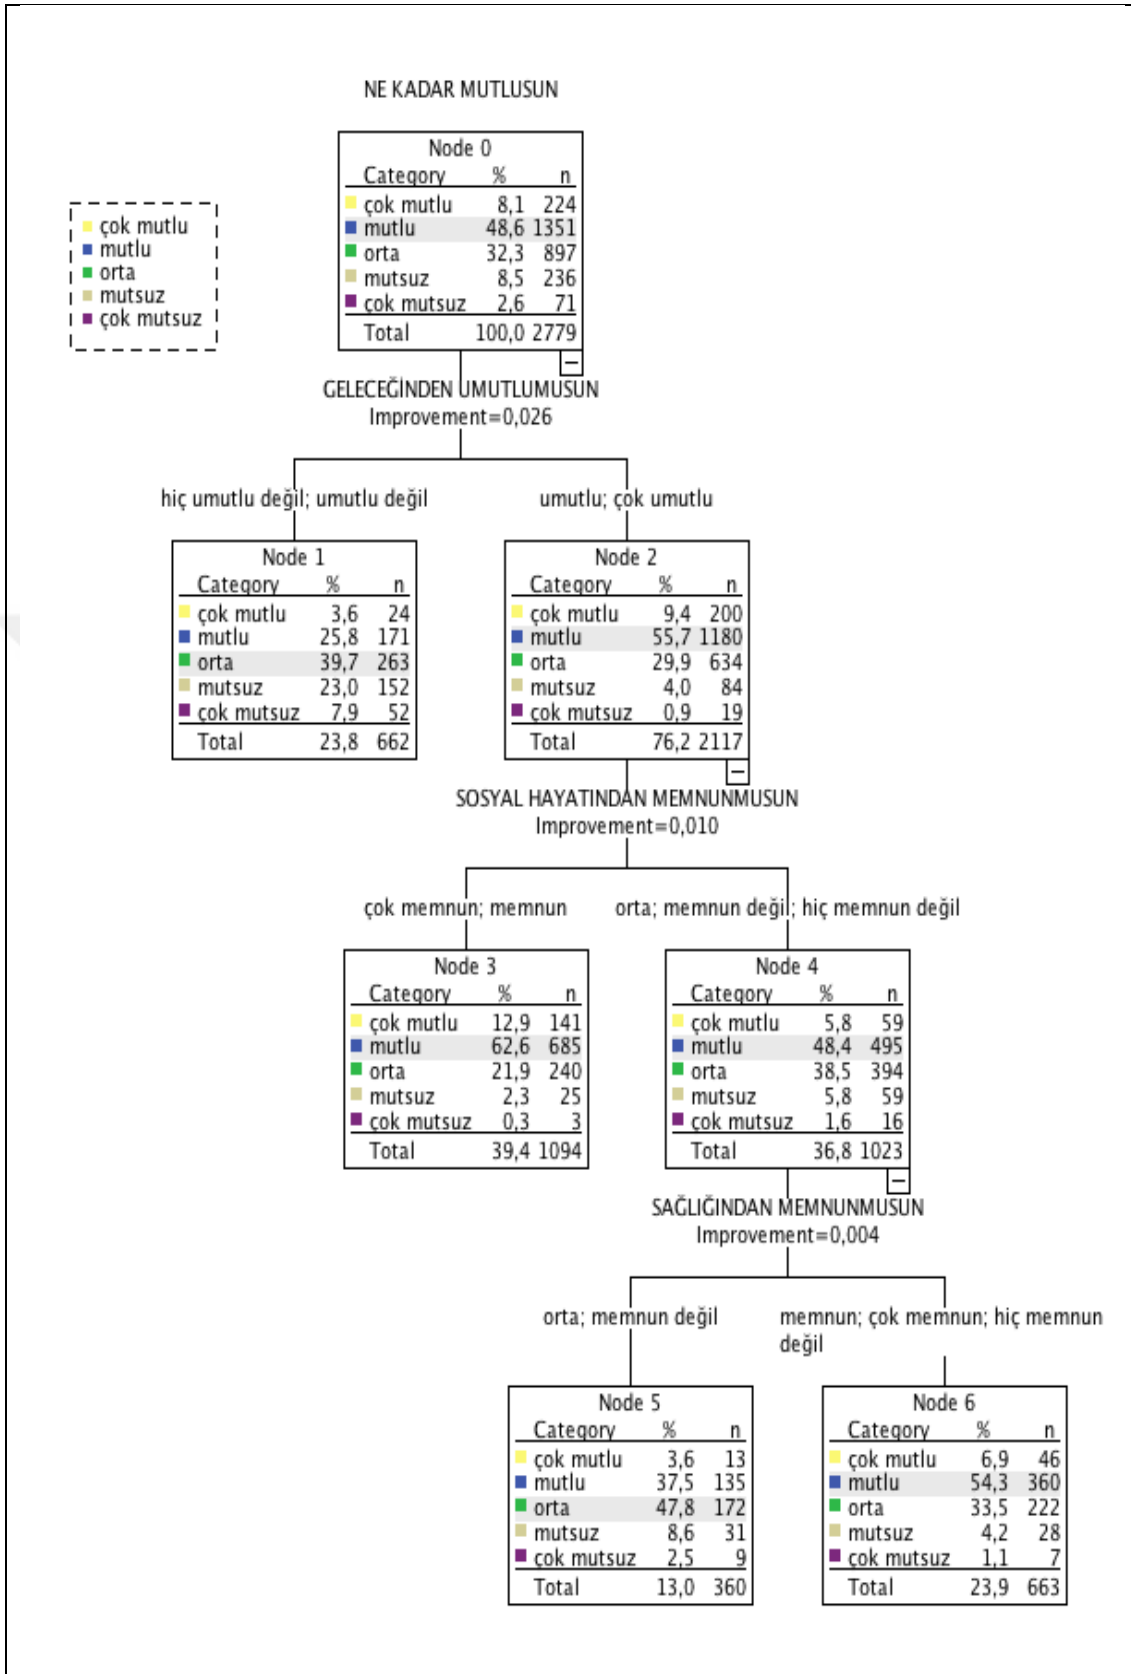 NE KADAR MUTLUSUN
Node 0
Category % n
çok mutlu 8,1 224
mutlu 48,6 1351
orta 32,3 897
mutsuz 8,5 236
çok mutsuz 2,6 71
Total 100,0 2779
çok mutlu
mutlu
orta
mutsuz
çok mutsuz
GELECEĞİNDEN UMUTLUMUSUN
Improvement=0,026
hiç umutlu değil; umutlu değil
umutlu; çok umutlu
Node 1
Category % n
çok mutlu 3,6 24
mutlu 25,8 171
orta 39,7 263
mutsuz 23,0 152
çok mutsuz 7,9 52
Total 23,8 662
Node 2
Category % n
çok mutlu 9,4 200
mutlu 55,7 1180
orta 29,9 634
mutsuz 4,0 84
çok mutsuz 0,9 19
Total 76,2 2117
SOSYAL HAYATINDAN MEMNUNMUSUN
Improvement=0,010
çok memnun; memnun
orta; memnun değil; hiç memnun değil
Node 3
Category % n
çok mutlu 12,9 141
mutlu 62,6 685
orta 21,9 240
mutsuz 2,3 25
çok mutsuz 0,3 3
Total 39,4 1094
Node 4
Category % n
çok mutlu 5,8 59
mutlu 48,4 495
orta 38,5 394
mutsuz 5,8 59
çok mutsuz 1,6 16
Total 36,8 1023
SAĞLIĞINDAN MEMNUNMUSUN
Improvement=0,004
orta; memnun değil
memnun; çok memnun; hiç memnun
değil
Node 5
Category % n
çok mutlu 3,6 13
mutlu 37,5 135
orta 47,8 172
mutsuz 8,6 31
çok mutsuz 2,5 9
Total 13,0 360
Node 6
Category % n
çok mutlu 6,9 46
mutlu 54,3 360
orta 33,5 222
mutsuz 4,2 28
çok mutsuz 1,1 7
Total 23,9 663